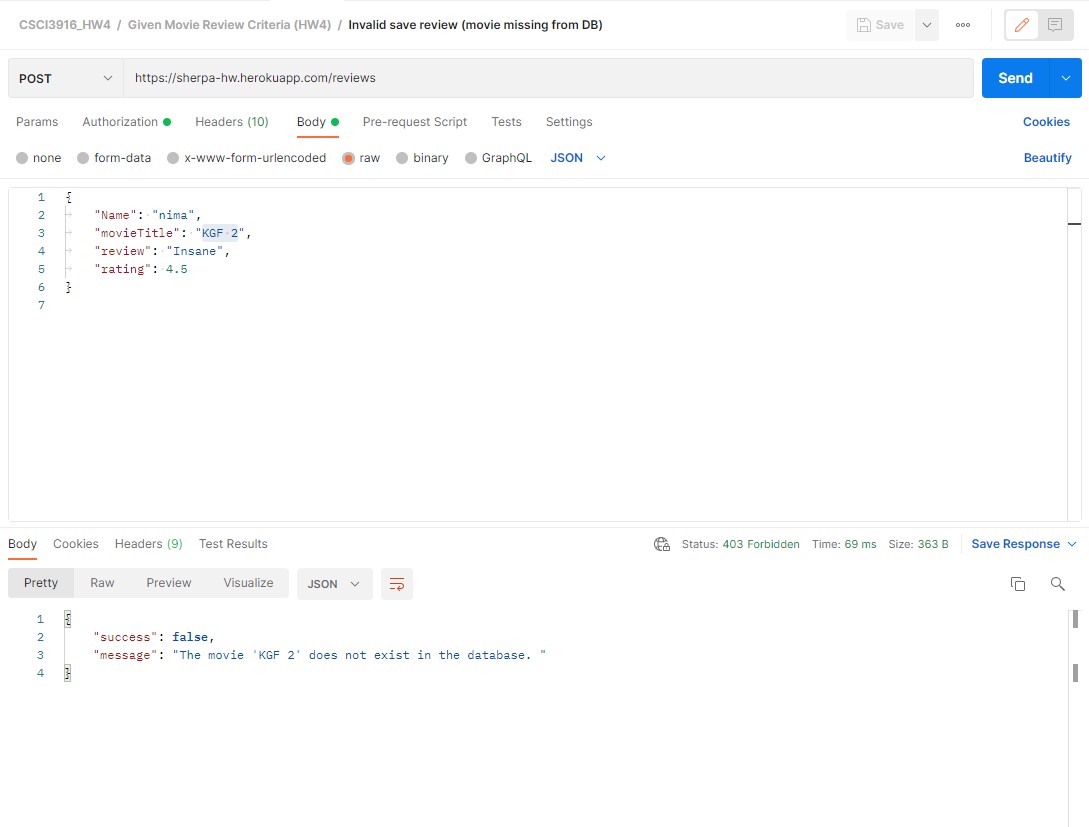 CSCI3916_HW4 / Given Movie Review Criteria (HW4) / Invalid save review (movie missing from DB) Save
POST https://sherpa-hw.herokuapp.com/reviews Send
Params Authorization Headers (10) Body Pre-request Script Tests Settings Cookies
none form-data x-www-form-urlencoded raw binary GraphQL JSON Beautify
1 {
2 "Name": "nima",
3 "movieTitle": "KGF 2",
4 "review": "Insane",
5 "rating": 4.5
6 }
7
Body Cookies Headers (9) Test Results Status: 403 Forbidden Time: 69 ms Size: 363 B Save Response
Pretty Raw Preview Visualize JSON
1 {
2 "success": false,
3 "message": "The movie 'KGF 2' does not exist in the database. "
4 }